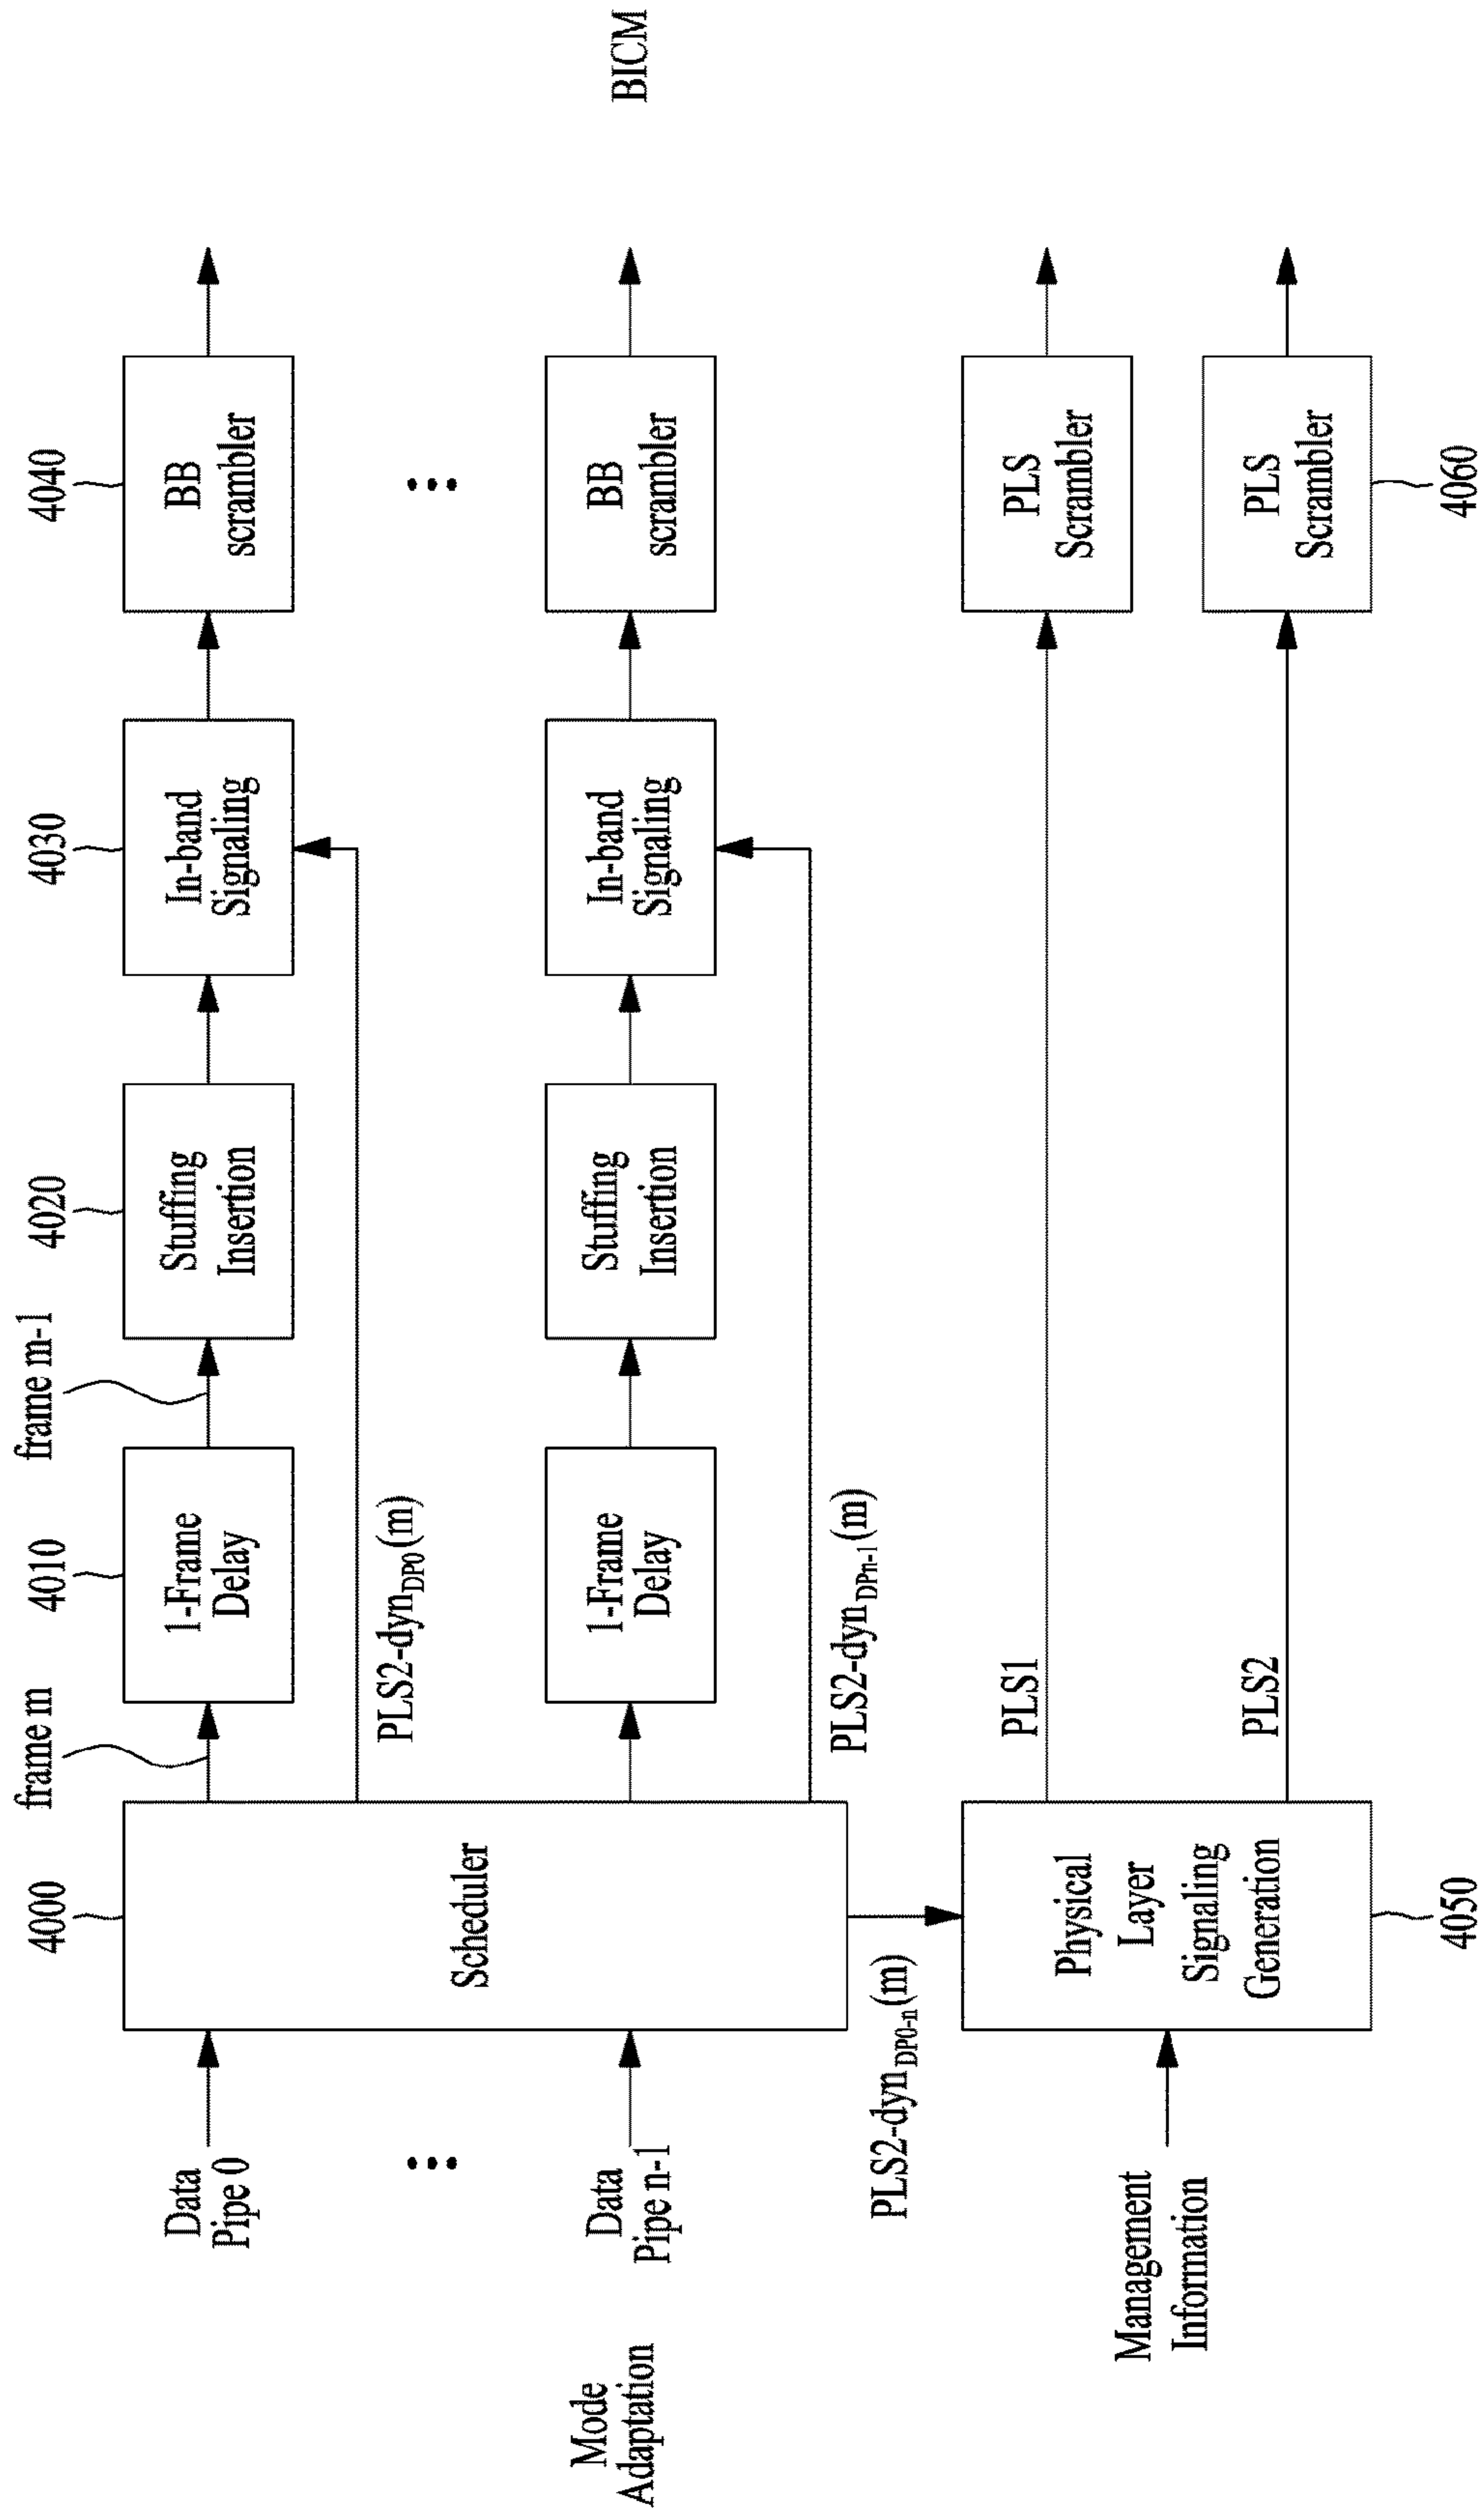 4000
4010
4020
4030
4040
frame m
frame m-1
Data
Pipe 0
Scheduler
1-Frame
Delay
Stuffing
Insertion
In-band
Signaling
BB
scrambler
PLS2-dynDP0(m)
Mode
Adaptation
Data
Pipe n-1
1-Frame
Delay
Stuffing
Insertion
In-band
Signaling
BB
scrambler
BICM
PLS2-dynDPn-1(m)
PLS2-dynDP0-n(m)
Management
Information
Physical
Layer
Signaling
Generation
PLS1
PLS
Scrambler
PLS2
PLS
Scrambler
4050
4060